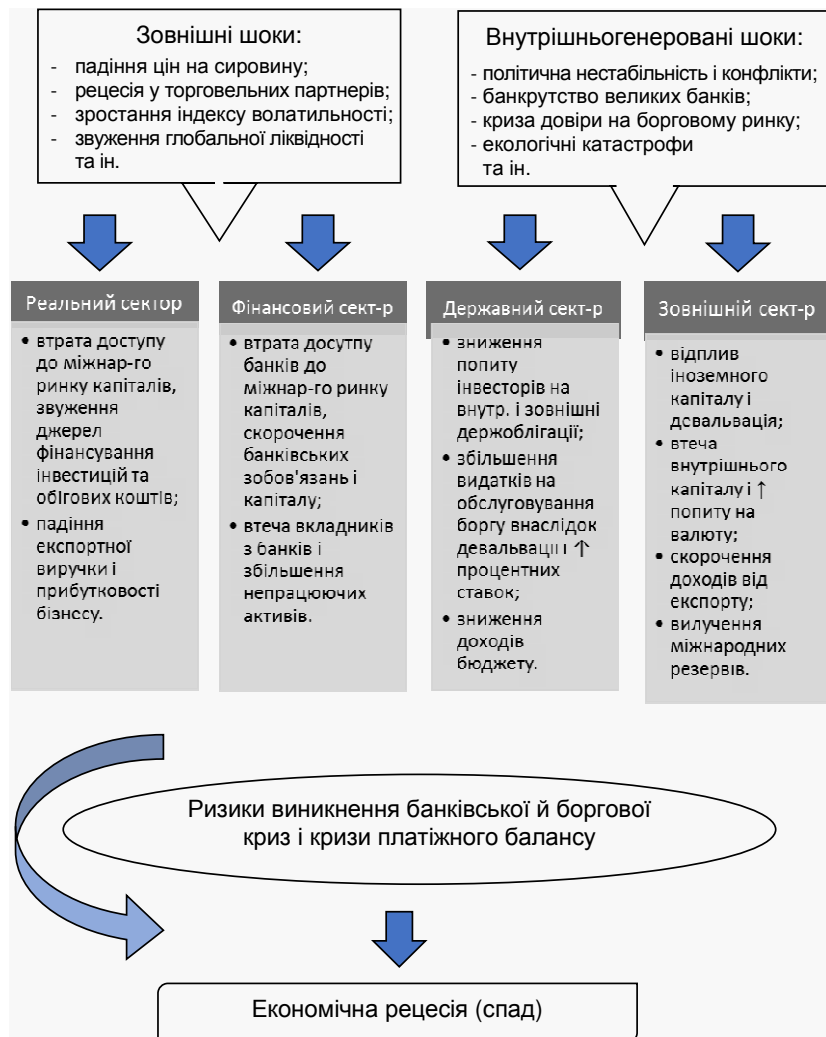 Зовнішні шоки:
- падіння цін на сировину;
- рецесія у торговельних партнерів;
- зростання індексу волатильності;
- звуження глобальної ліквідності
та ін.
Внутрішньогенеровані шоки:
- політична нестабільність і конфлікти;
- банкрутство великих банків;
- криза довіри на борговому ринку;
- екологічні катастрофи
та ін.
Реальний сектор
• втрата доступу
до міжнар-го
ринку капіталів,
звуження
джерел
фінансування
інвестицій та
обігових коштів;
• падіння
експортної
виручки і
прибутковості
бізнесу.
Фінансовий сект-р
• втрата досутпу
банків до
міжнар-го ринку
капіталів,
скорочення
банківських
зобов'язань і
капіталу;
• втеча вкладників
з банків і
збільшення
непрацюючих
активів.
Державний сект-р
• зниження
попиту
інвесторів на
внутр. і зовнішні
держоблігації;
• збільшення
видатків на
обслуговування
боргу внаслідок
девальвації і ↑
процентних
ставок;
• зниження
доходів
бюджету.
Зовнішній сект-р
• відплив
іноземного
капіталу і
девальвація;
• втеча
внутрішнього
капіталу і ↑
попиту на
валюту;
• скорочення
доходів від
експорту;
• вилучення
міжнародних
резервів.
Ризики виникнення банківської й боргової
криз і кризи платіжного балансу
Економічна рецесія (спад)